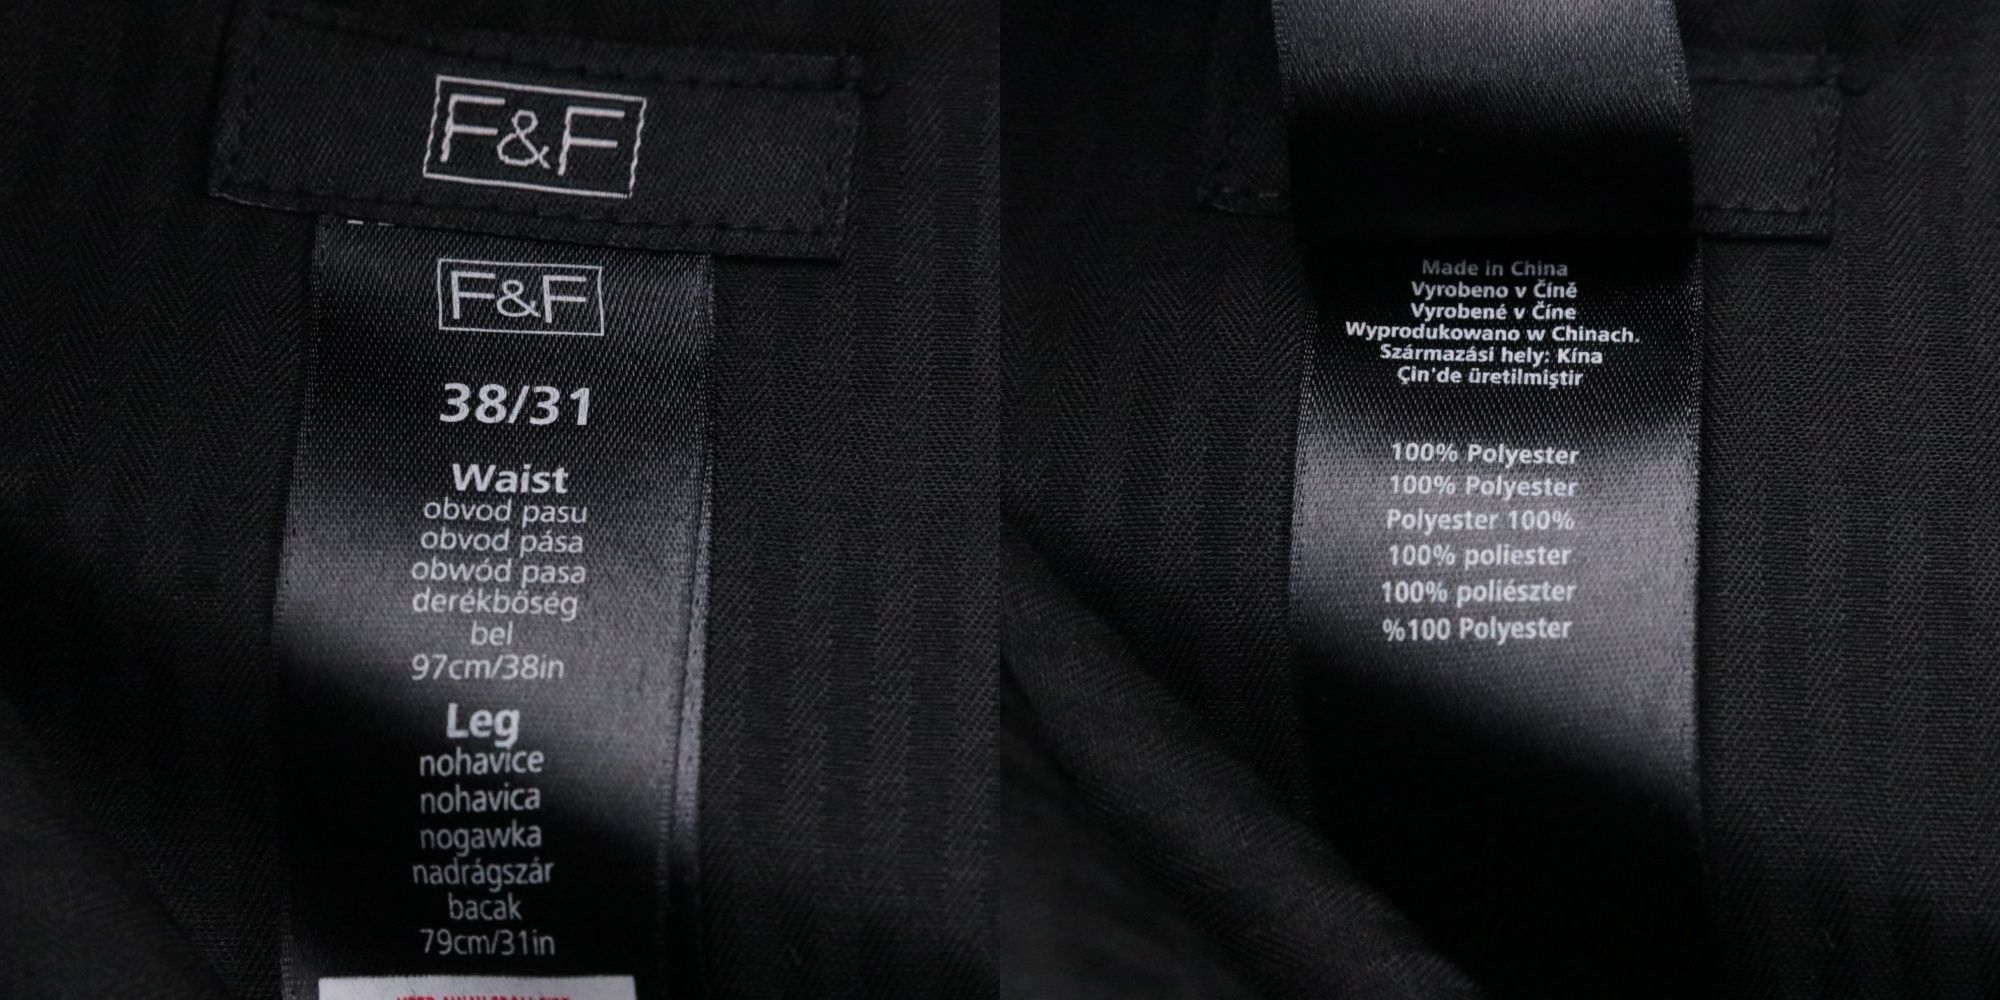 F&F
F&F
38/31
Waist
obvod pasu
obvod pása
obwód pasa
derékbőség
bel
97cm/38in
Leg
nohavice
nohavica
nogawka
nadrágszár
bacak
79cm/31in
Made in China
Vyrobeno v Číně
Vyrobené v Číne
Wyprodukowano w Chinach.
Származási hely: Kína
Çin'de üretilmiştir
100% Polyester
100% Polyester
Polyester 100%
100% poliester
100% poliészter
%100 Polyester